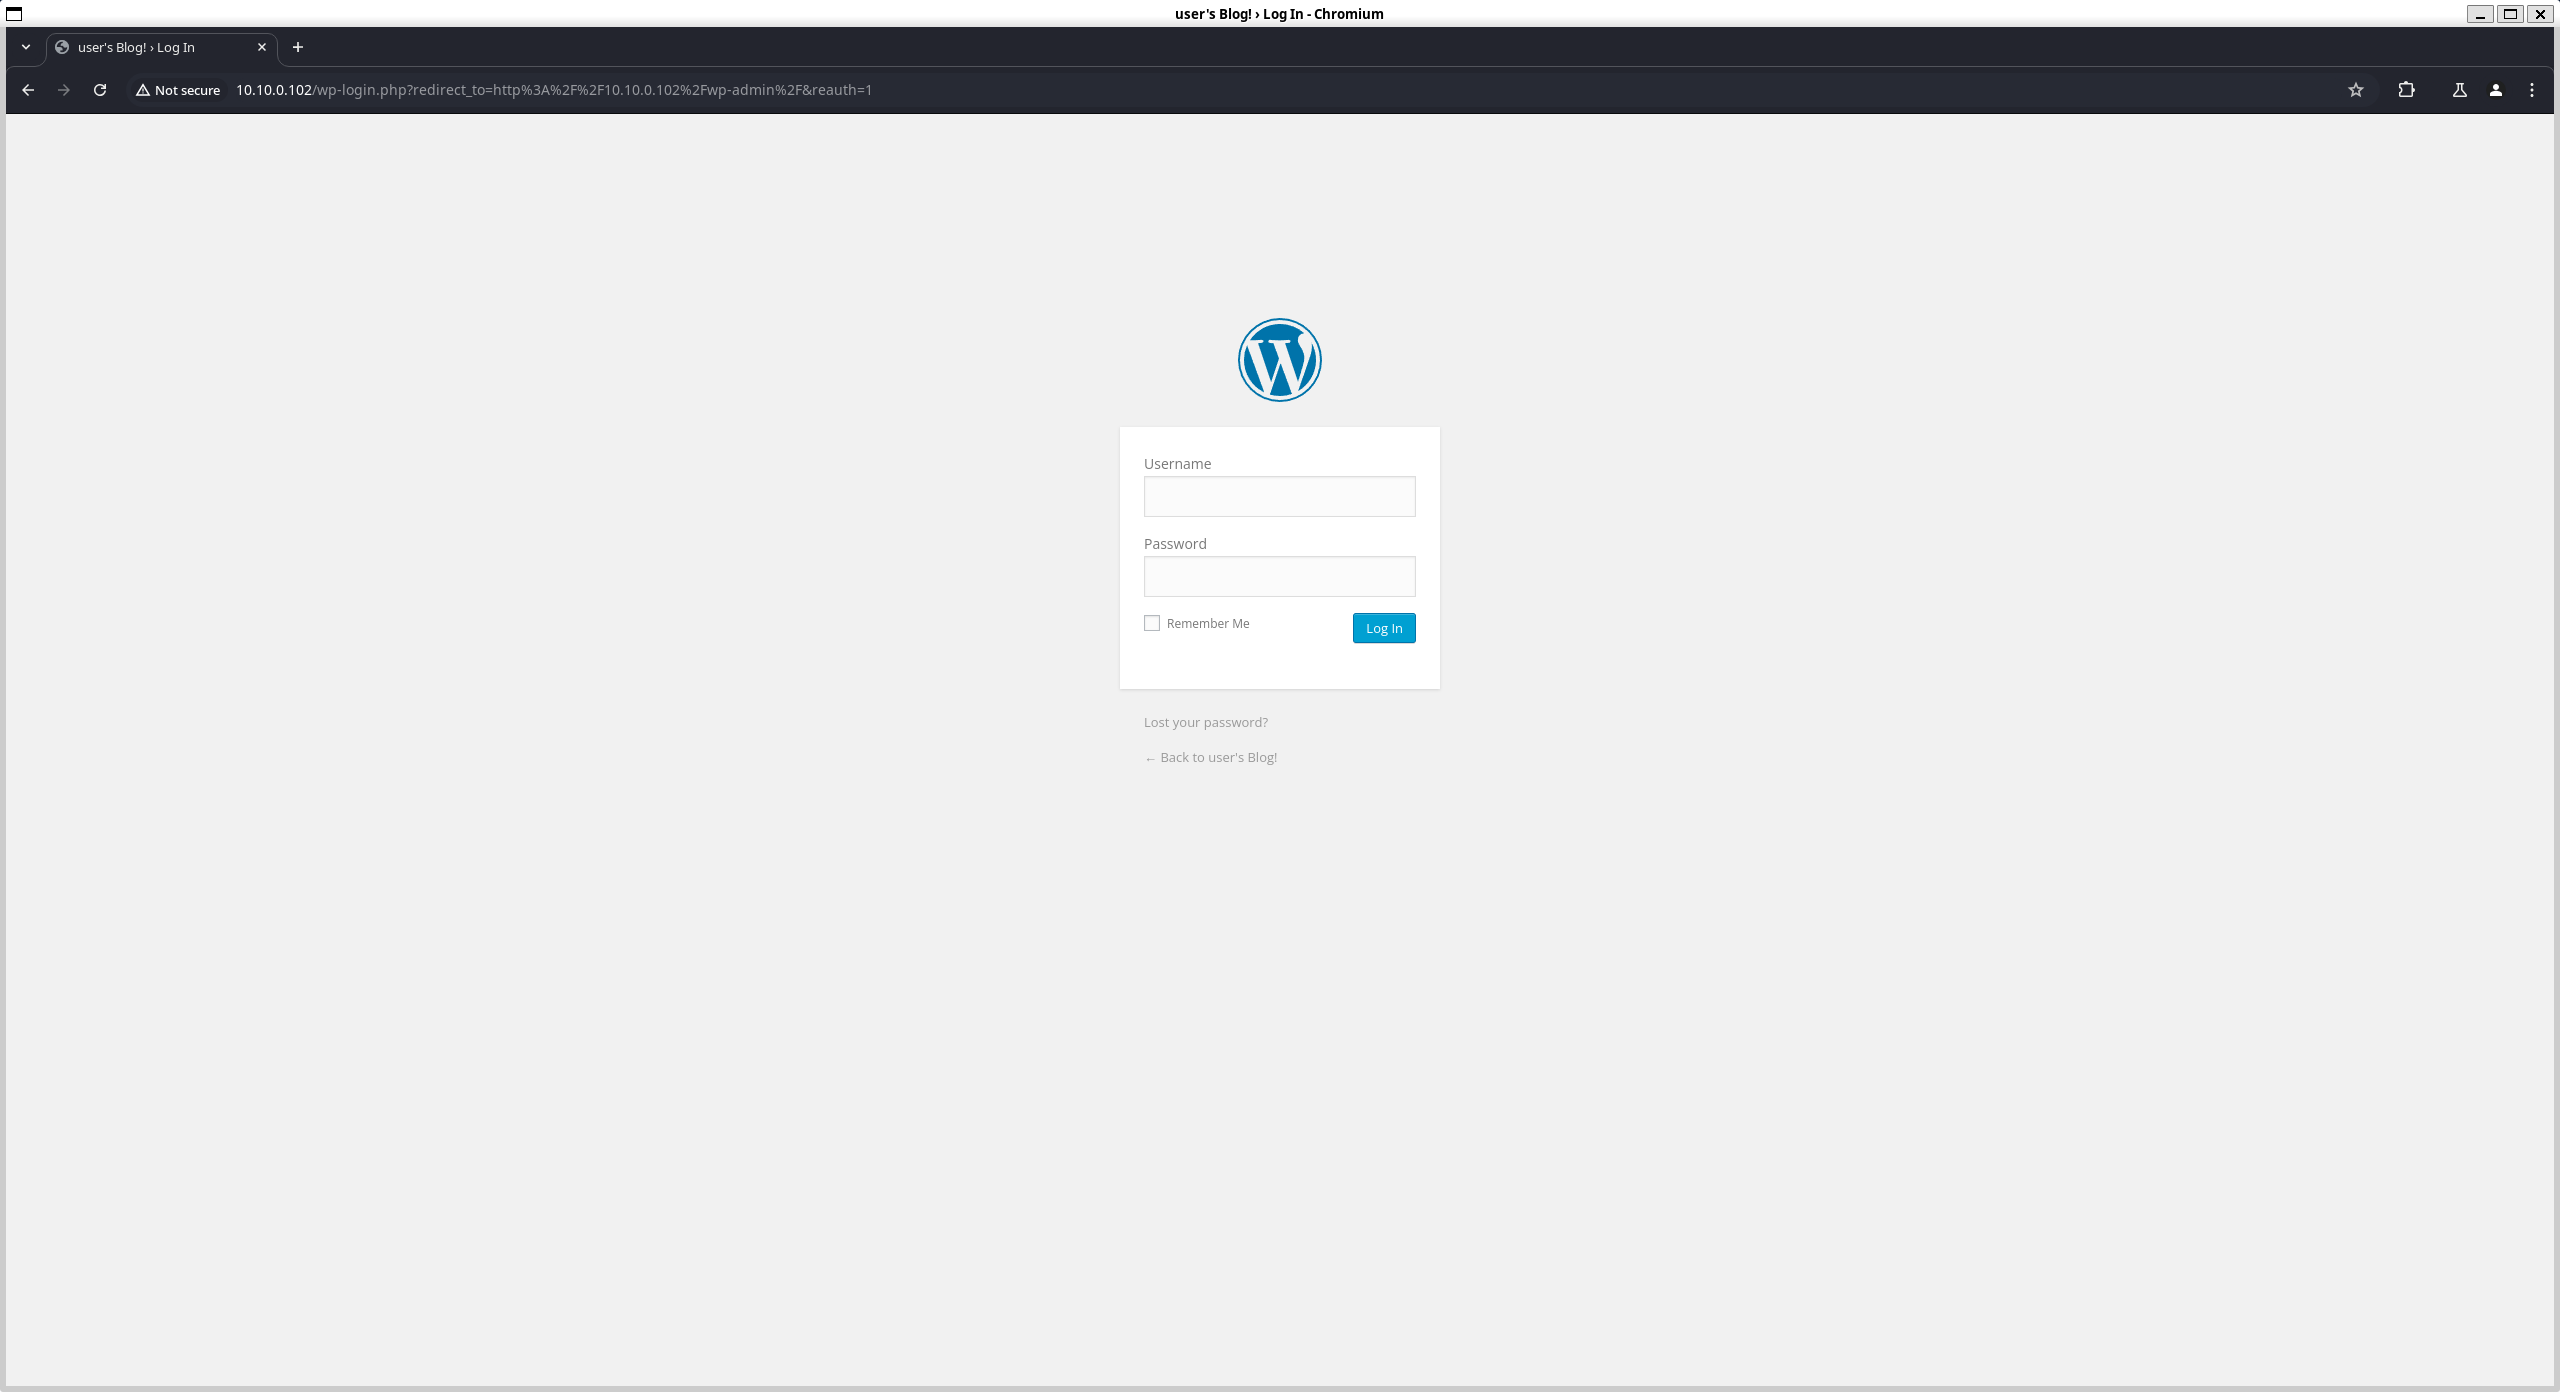 user's Blog! › Log In - Chromium
user's Blog! › Log In
Not secure
10.10.0.102/wp-login.php?redirect_to=http%3A%2F%2F10.10.0.102%2Fwp-admin%2F&reauth=1
W
Username
Password
Remember Me
Log In
Lost your password?
← Back to user's Blog!